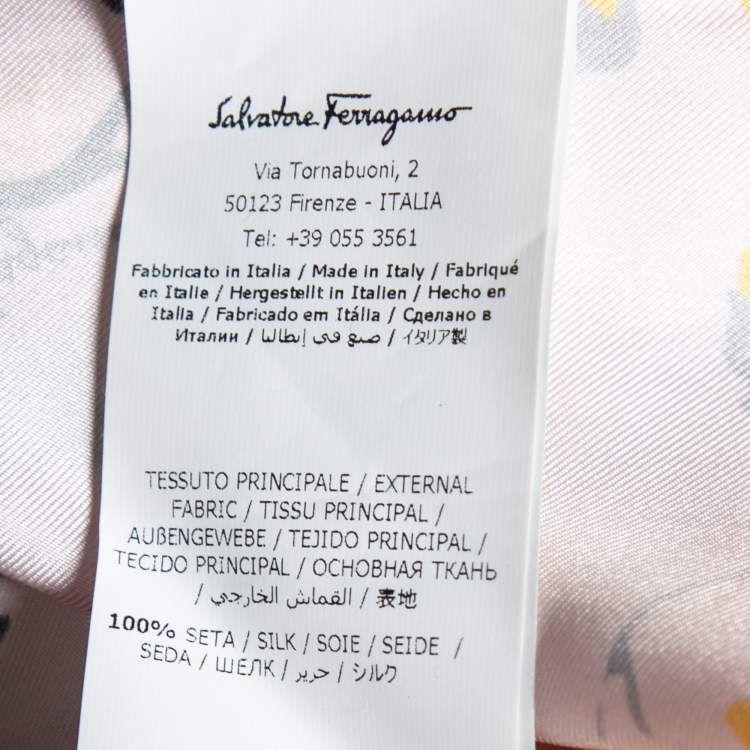 Salvatore Ferragamo
Via Tornabuoni, 2
50123 Firenze - ITALIA
Tel: +39 055 3561
Fabbricato in Italia / Made in Italy / Fabriqué
en Italie / Hergestellt in Italien / Hecho en
Italia / Fabricado em Itália / Сделано в
Италии / صنع في إيطاليا / イタリア製
TESSUTO PRINCIPALE / EXTERNAL
FABRIC / TISSU PRINCIPAL /
AUßENGEWEBE / TEJIDO PRINCIPAL /
TECIDO PRINCIPAL / ОСНОВНАЯ ТКАНЬ
/ القماش الخارجي / 表地
100% SETA / SILK / SOIE / SEIDE /
SEDA / ШЕЛК / حرير / シルク